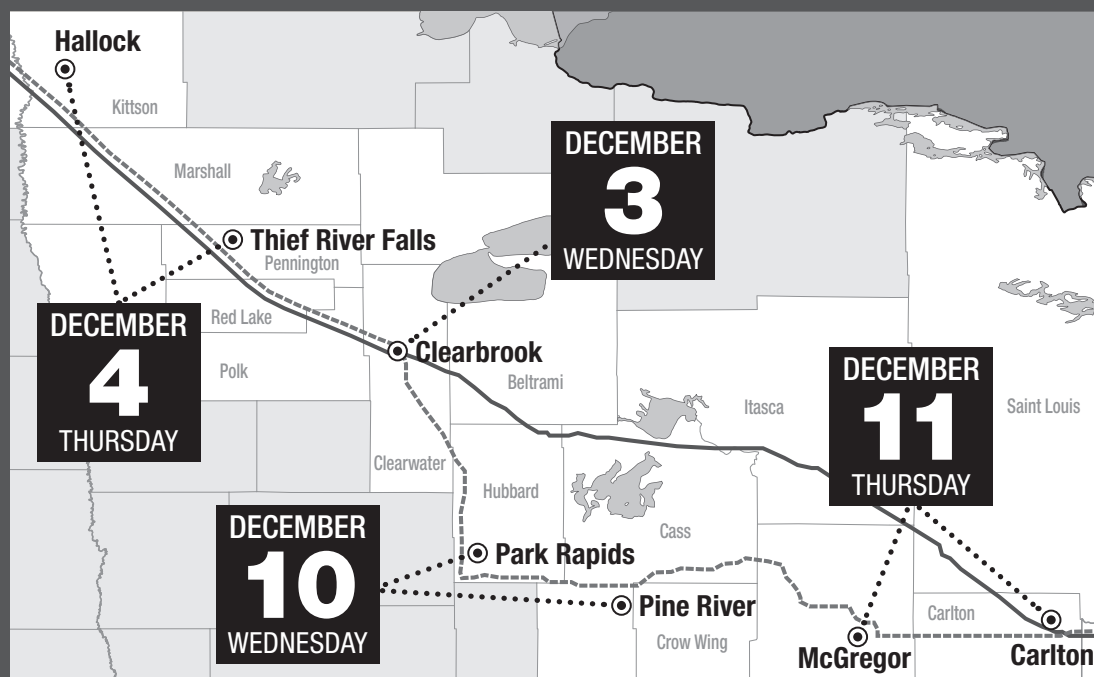 Hallock
Kittson
Marshall
Thief River Falls
Pennington
DECEMBER
3
WEDNESDAY
DECEMBER
4
THURSDAY
Red Lake
Polk
Clearbrook
Beltrami
Itasca
DECEMBER
11
THURSDAY
Saint Louis
Clearwater
Hubbard
Cass
DECEMBER
10
WEDNESDAY
Park Rapids
Pine River
Crow Wing
McGregor
Carlton
Carlton